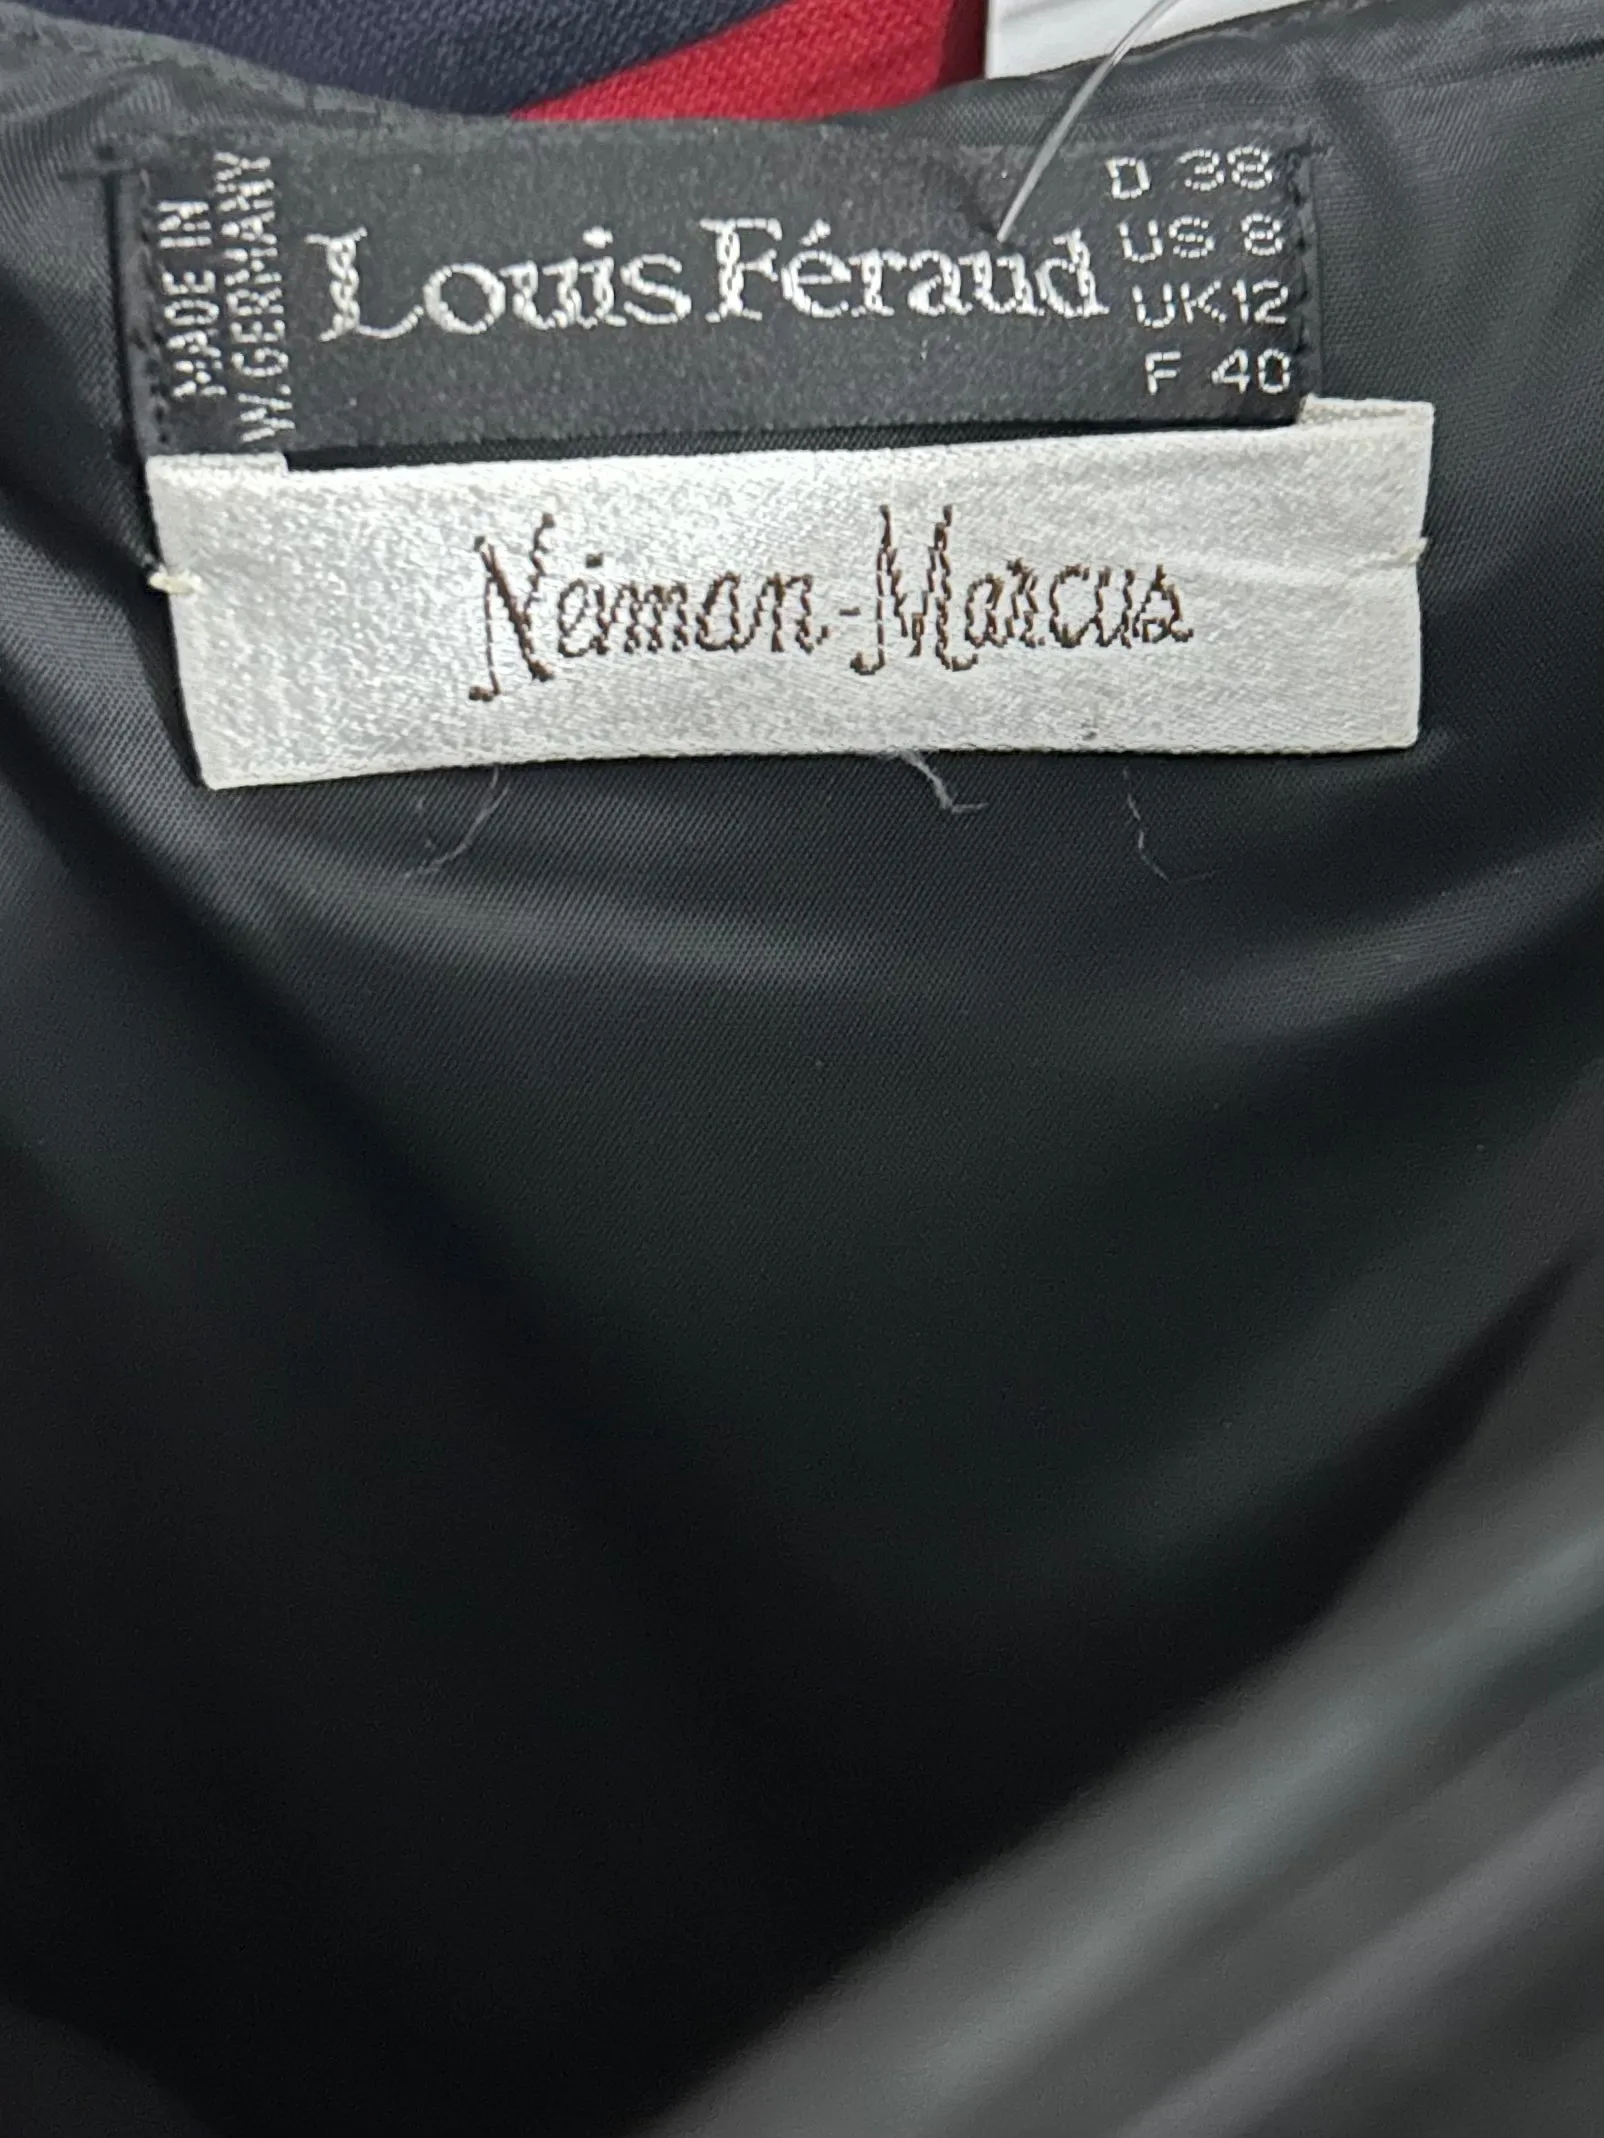 MADE IN
W.GERMANY
Louis Féraud
D 38
US 8
UK12
F 40
Neiman-Marcus